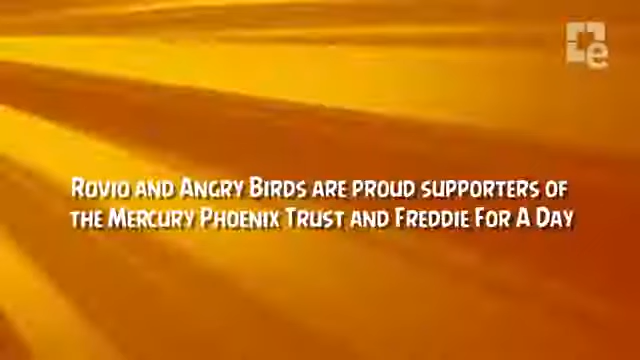 e
Rovio and Angry Birds are proud supporters of
the Mercury Phoenix Trust and Freddie For A Day